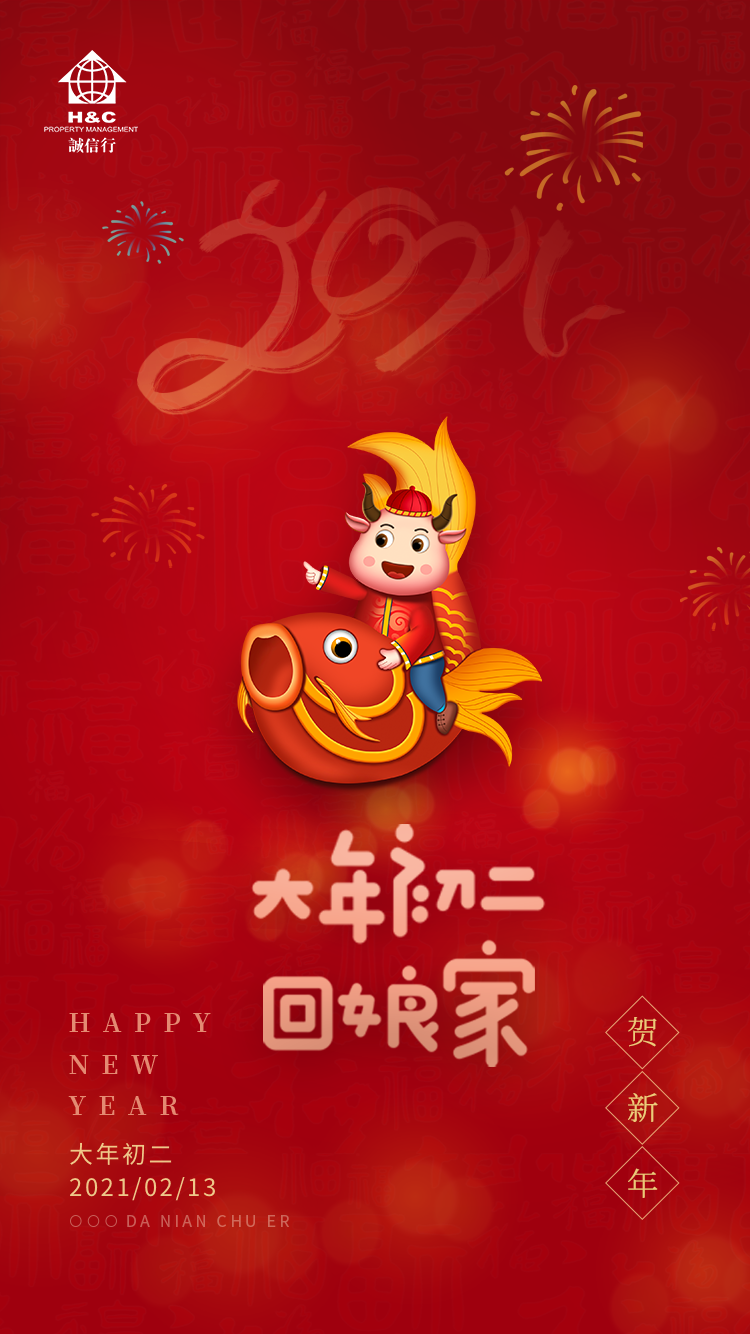 H&C
PROPERTY MANAGEMENT
誠信行
2021
大年初二
回娘家
HAPPY
NEW
YEAR
大年初二
2021/02/13
○○○ DA NIAN CHU ER
贺
新
年